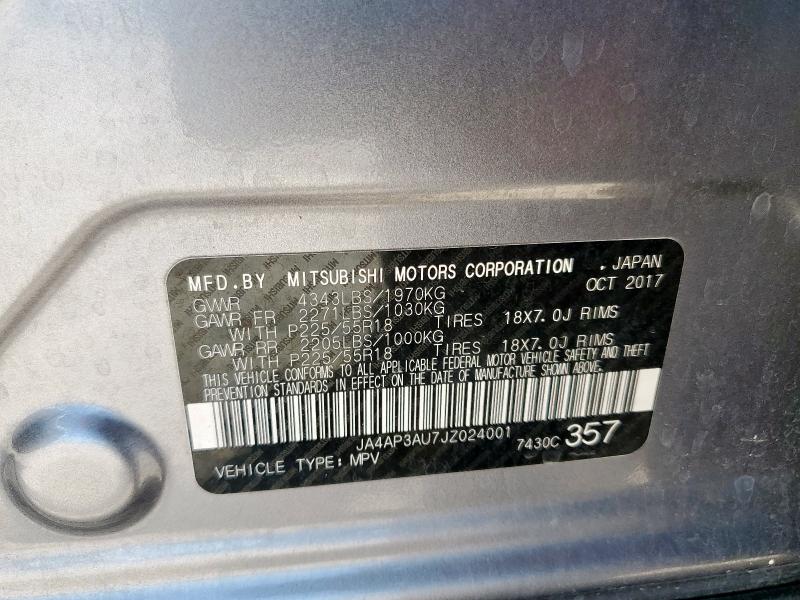 MFD.BY MITSUBISHI MOTORS CORPORATION , JAPAN
GVWR 4343LBS/1970KG OCT 2017
GAWR FR 2271LBS/1030KG
WITH P225/55R18 TIRES 18X7.0J RIMS
GAWR RR 2205LBS/1000KG
WITH P225/55R18 TIRES 18X7.0J RIMS
THIS VEHICLE CONFORMS TO ALL APPLICABLE FEDERAL MOTOR VEHICLE SAFETY AND THEFT
PREVENTION STANDARDS IN EFFECT ON THE DATE OF MANUFACTURE SHOWN ABOVE.
JA4AP3AU7JZ024001 7430C 357
VEHICLE TYPE: MPV